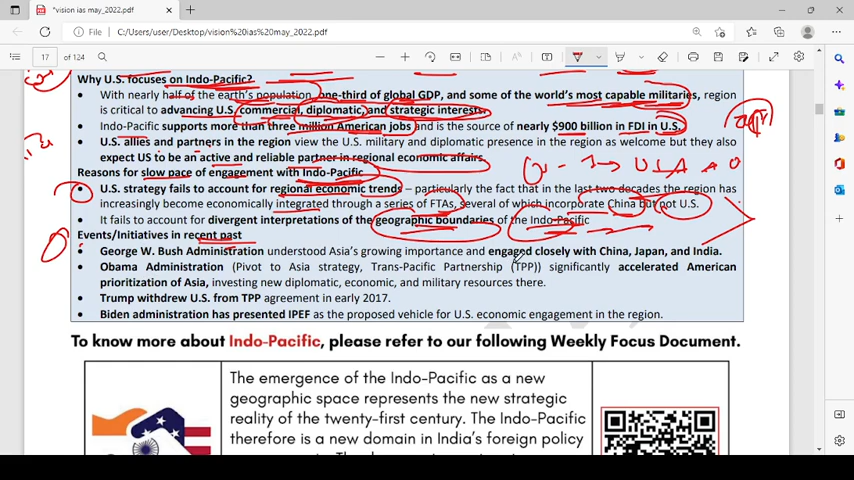 *vision ias may_2022.pdf
File | C:/Users/user/Desktop/vision%20ias%20may_2022.pdf
17 of 124
Why U.S. focuses on Indo-Pacific?
• With nearly half of the earth's population, one-third of global GDP, and some of the world's most capable militaries, region
is critical to advancing U.S. commercial, diplomatic, and strategic interests.
• Indo-Pacific supports more than three million American jobs and is the source of nearly $900 billion in FDI in U.S.
• U.S. allies and partners in the region view the U.S. military and diplomatic presence in the region as welcome but they also
expect US to be an active and reliable partner in regional economic affairs.
Reasons for slow pace of engagement with Indo-Pacific
• U.S. strategy fails to account for regional economic trends – particularly the fact that in the last two decades the region has
increasingly become economically integrated through a series of FTAs, several of which incorporate China but not U.S.
• It fails to account for divergent interpretations of the geographic boundaries of the Indo-Pacific
Events/Initiatives in recent past
• George W. Bush Administration understood Asia's growing importance and engaged closely with China, Japan, and India.
• Obama Administration (Pivot to Asia strategy, Trans-Pacific Partnership (TPP)) significantly accelerated American
prioritization of Asia, investing new diplomatic, economic, and military resources there.
• Trump withdrew U.S. from TPP agreement in early 2017.
• Biden administration has presented IPEF as the proposed vehicle for U.S. economic engagement in the region.
To know more about Indo-Pacific, please refer to our following Weekly Focus Document.
The emergence of the Indo-Pacific as a new
geographic space represents the new strategic
reality of the twenty-first century. The Indo-Pacific
therefore is a new domain in India's foreign policy